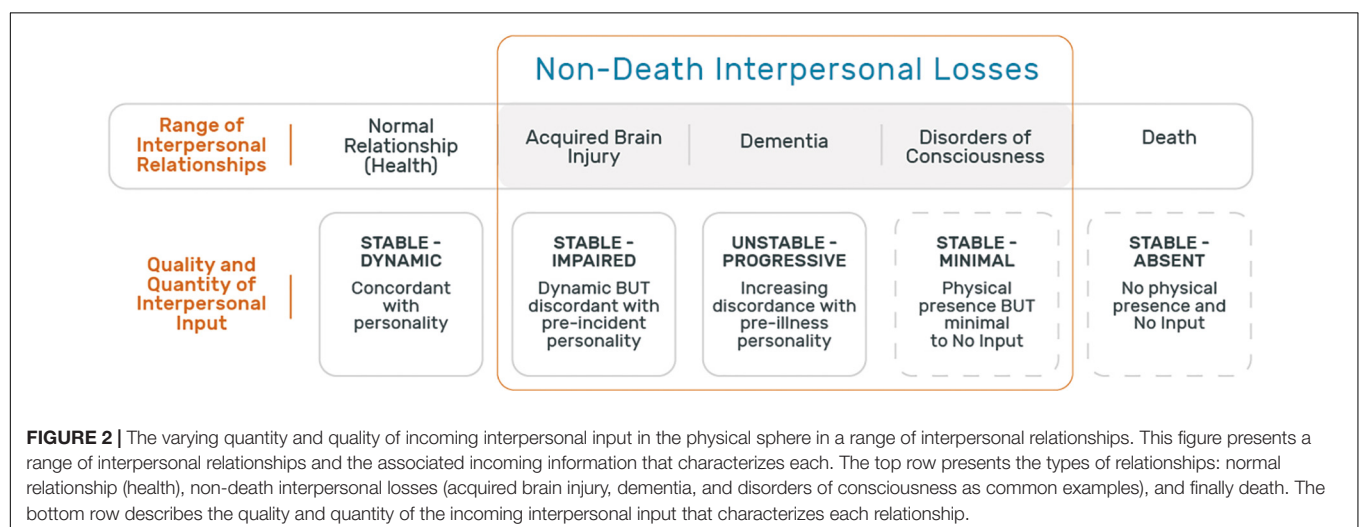 Non-Death Interpersonal Losses
Range of
Interpersonal
Relationships
Normal
Relationship
(Health)
Acquired Brain
Injury
Dementia
Disorders of
Consciousness
Death
Quality and
Quantity of
Interpersonal
Input
STABLE -
DYNAMIC
Concordant
with
personality
STABLE -
IMPAIRED
Dynamic BUT
discordant with
pre-incident
personality
UNSTABLE -
PROGRESSIVE
Increasing
discordance with
pre-illness
personality
STABLE -
MINIMAL
Physical
presence BUT
minimal
to No Input
STABLE -
ABSENT
No physical
presence and
No Input
FIGURE 2 | The varying quantity and quality of incoming interpersonal input in the physical sphere in a range of interpersonal relationships. This figure presents a
range of interpersonal relationships and the associated incoming information that characterizes each. The top row presents the types of relationships: normal
relationship (health), non-death interpersonal losses (acquired brain injury, dementia, and disorders of consciousness as common examples), and finally death. The
bottom row describes the quality and quantity of the incoming interpersonal input that characterizes each relationship.